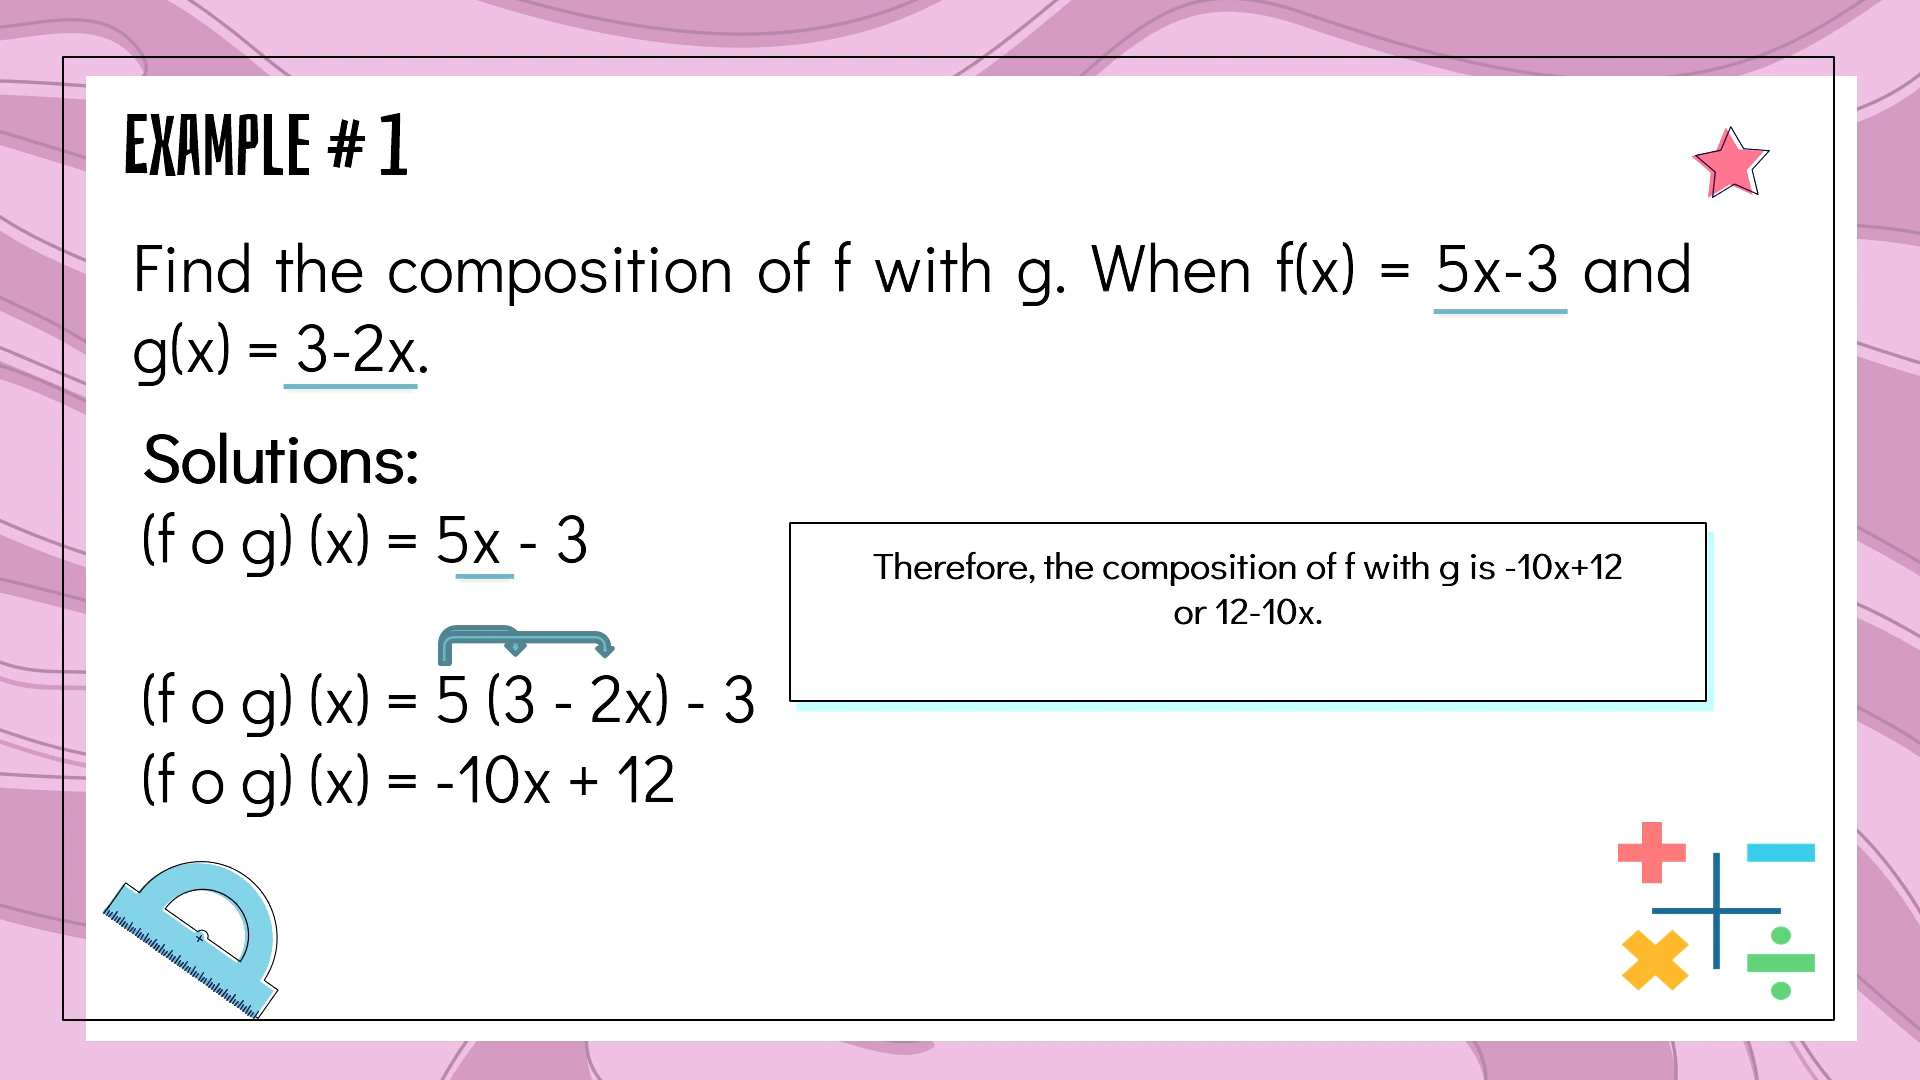 EXAMPLE # 1
Find the composition of f with g. When f(x) = 5x-3 and
g(x) = 3-2x.
Solutions:
(f o g) (x) = 5x - 3
(f o g) (x) = 5 (3 - 2x) - 3
(f o g) (x) = -10x + 12
Therefore, the composition of f with g is -10x+12
or 12-10x.